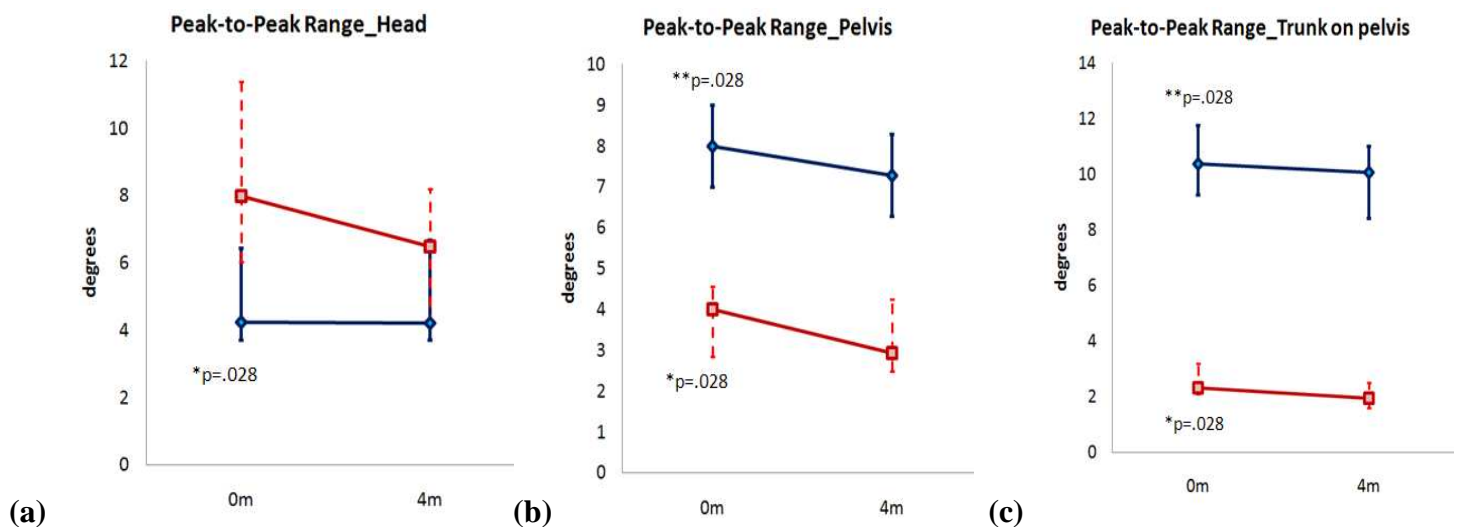 Peak-to-Peak Range_Head
12
10
8
6
4
2
0
degrees
*p=.028
0m
4m
(a)
Peak-to-Peak Range_Pelvis
10
9
8
7
6
5
4
3
2
1
0
degrees
**p=.028
*p=.028
0m
4m
(b)
Peak-to-Peak Range_Trunk on pelvis
14
12
10
8
6
4
2
0
degrees
**p=.028
*p=.028
0m
4m
(c)